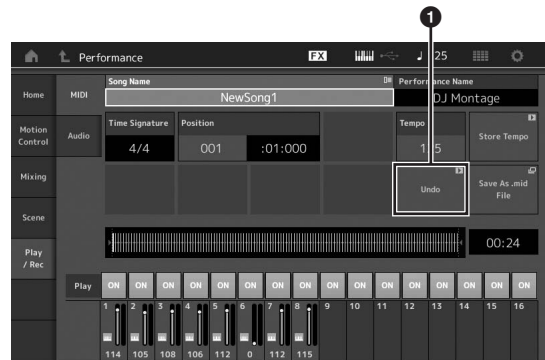 1
Performance FX 25
Song Name Performance Name
NewSong1 DJ Montage
Home MIDI
Motion Control Audio
Time Signature Position Tempo
4/4 001 :01:000
Store Tempo
Mixing
Undo Save As .mid File
Scene
Play / Rec
00:24
Play ON ON ON ON ON ON ON ON ON ON ON ON ON ON ON ON
1 2 3 4 5 6 7 8 9 10 11 12 13 14 15 16
114 105 108 106 112 0 112 115